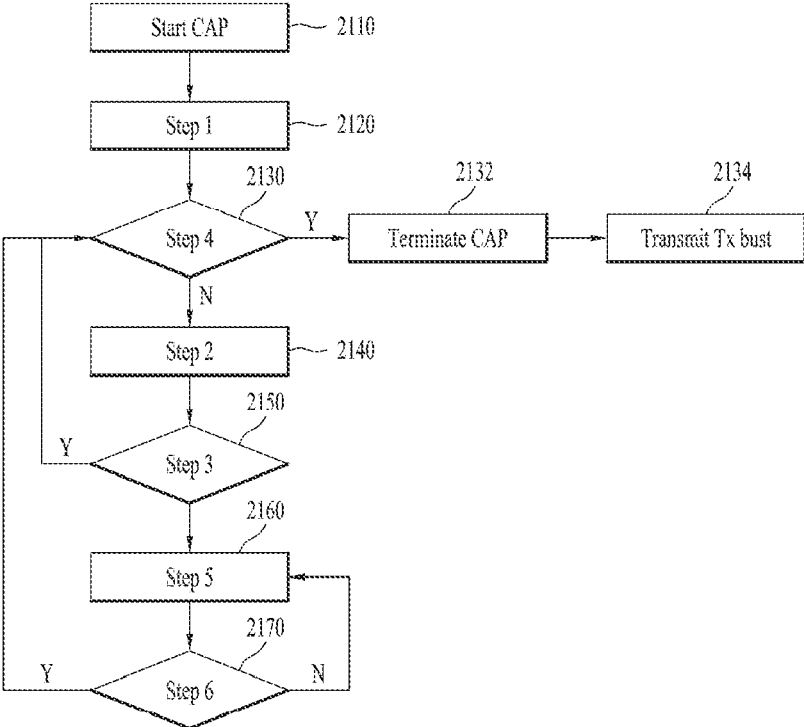 Start CAP
2110
Step 1
2120
2130
2132
2134
Step 4
Y
Terminate CAP
Transmit Tx bust
N
Step 2
2140
2150
Y
Step 3
2160
Step 5
2170
Y
Step 6
N